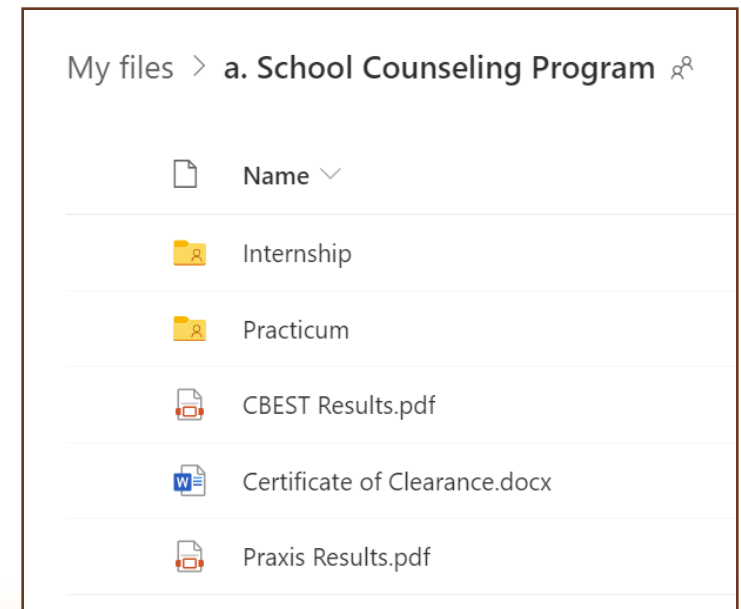 My files > a. School Counseling Program
Name
Internship
Practicum
CBEST Results.pdf
Certificate of Clearance.docx
Praxis Results.pdf